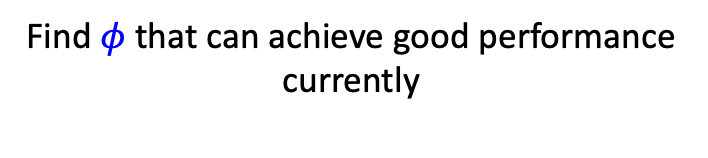 Find ϕ that can achieve good performance
currently